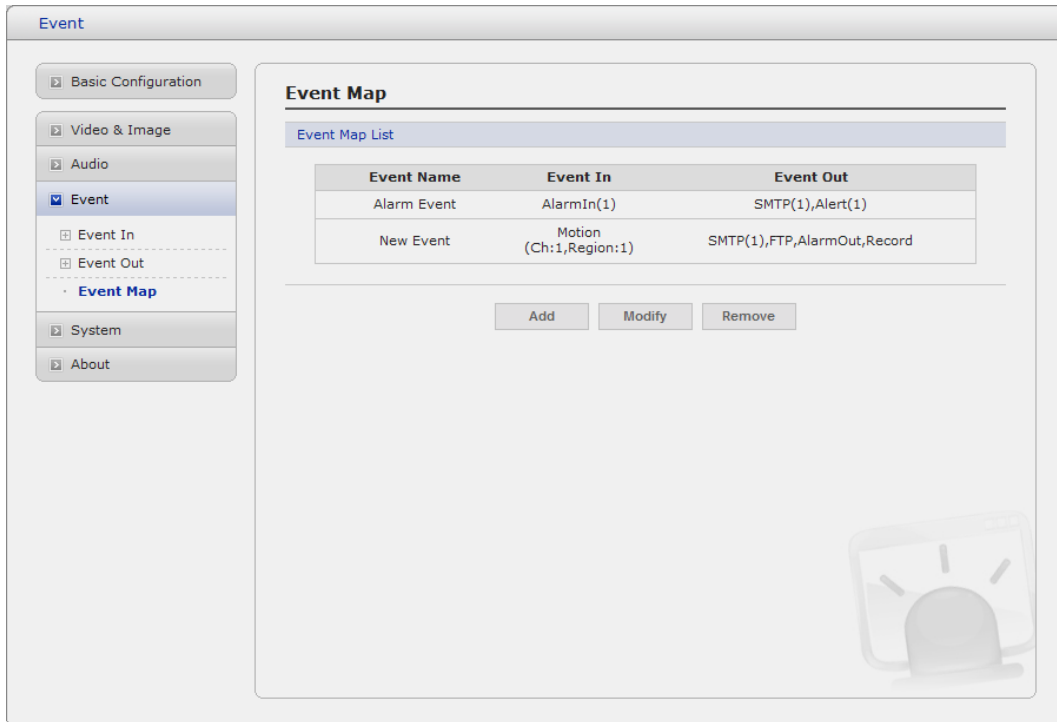 Event
Basic Configuration
Video & Image
Audio
Event
Event In
Event Out
Event Map
System
About
Event Map
Event Map List
Event Name Event In Event Out
Alarm Event AlarmIn(1) SMTP(1),Alert(1)
New Event Motion (Ch:1,Region:1) SMTP(1),FTP,AlarmOut,Record
Add Modify Remove